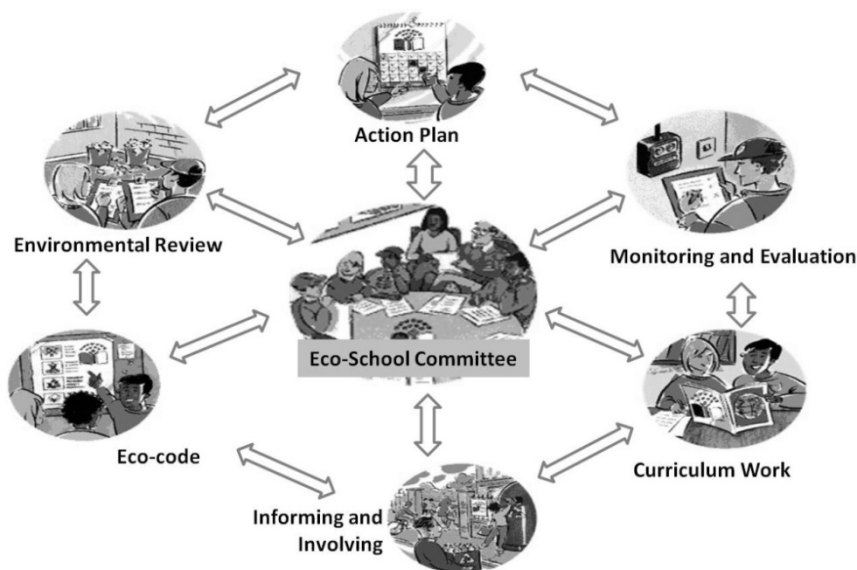 Action Plan
Environmental Review
Monitoring and Evaluation
Eco-School Committee
Eco-code
Curriculum Work
Informing and
Involving